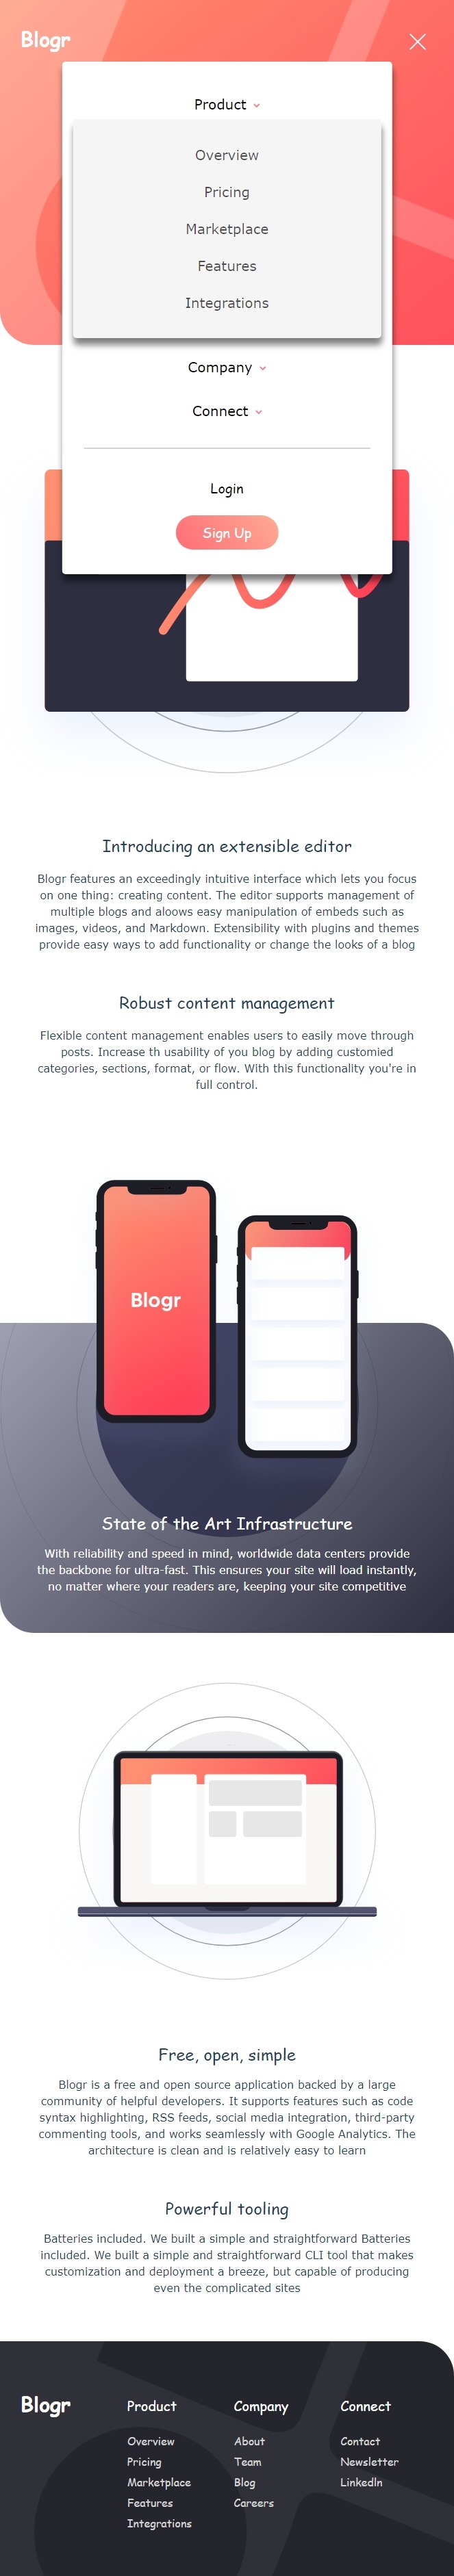 Blogr
Product
Overview
Pricing
Marketplace
Features
Integrations
Company
Connect
Login
Sign Up
Introducing an extensible editor
Blogr features an exceedingly intuitive interface which lets you focus
on one thing: creating content. The editor supports management of
multiple blogs and aloows easy manipulation of embeds such as
images, videos, and Markdown. Extensibility with plugins and themes
provide easy ways to add functionality or change the looks of a blog
Robust content management
Flexible content management enables users to easily move through
posts. Increase th usability of you blog by adding customied
categories, sections, format, or flow. With this functionality you're in
full control.
Blogr
State of the Art Infrastructure
With reliability and speed in mind, worldwide data centers provide
the backbone for ultra-fast. This ensures your site will load instantly,
no matter where your readers are, keeping your site competitive
Free, open, simple
Blogr is a free and open source application backed by a large
community of helpful developers. It supports features such as code
syntax highlighting, RSS feeds, social media integration, third-party
commenting tools, and works seamlessly with Google Analytics. The
architecture is clean and is relatively easy to learn
Powerful tooling
Batteries included. We built a simple and straightforward Batteries
included. We built a simple and straightforward CLI tool that makes
customization and deployment a breeze, but capable of producing
even the complicated sites
Blogr
Product
Overview
Pricing
Marketplace
Features
Integrations
Company
About
Team
Blog
Careers
Connect
Contact
Newsletter
LinkedIn